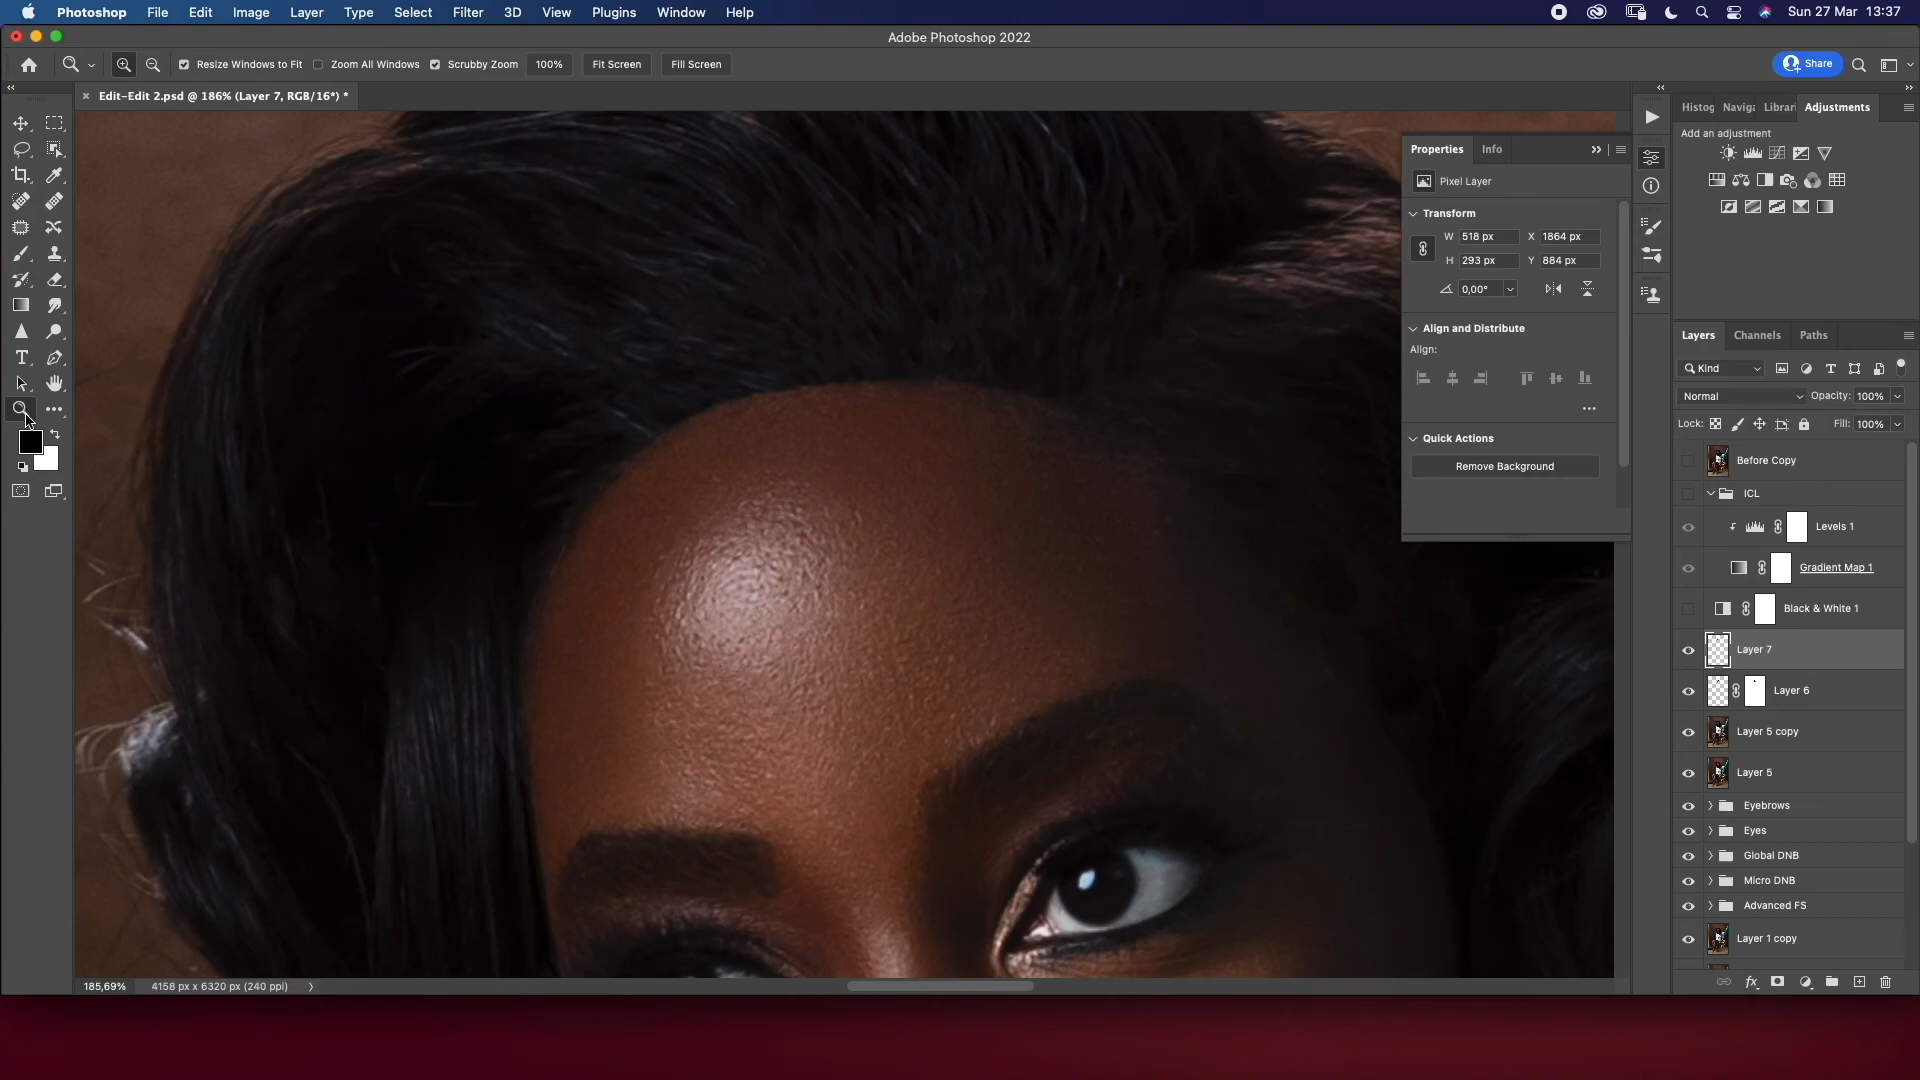 Photoshop File Edit Image Layer Type Select Filter 3D View Plugins Window Help Sun 27 Mar 13:37
Adobe Photoshop 2022
Resize Windows to Fit Zoom All Windows Scrubby Zoom 100% Fit Screen Fill Screen Share
Edit-Edit 2.psd @ 186% (Layer 7, RGB/16*) *
Histog Naviga Librari Adjustments
Add an adjustment
Properties Info
Pixel Layer
Transform
W 518 px X 1864 px
H 293 px Y 884 px
0,00°
Align and Distribute
Align:
Quick Actions
Remove Background
Layers Channels Paths
Kind
Normal Opacity: 100%
Lock: Fill: 100%
Before Copy
ICL
Levels 1
Gradient Map 1
Black & White 1
Layer 7
Layer 6
Layer 5 copy
Layer 5
Eyebrows
Eyes
Global DNB
Micro DNB
Advanced FS
Layer 1 copy
185,69% 4158 px x 6320 px (240 ppi)